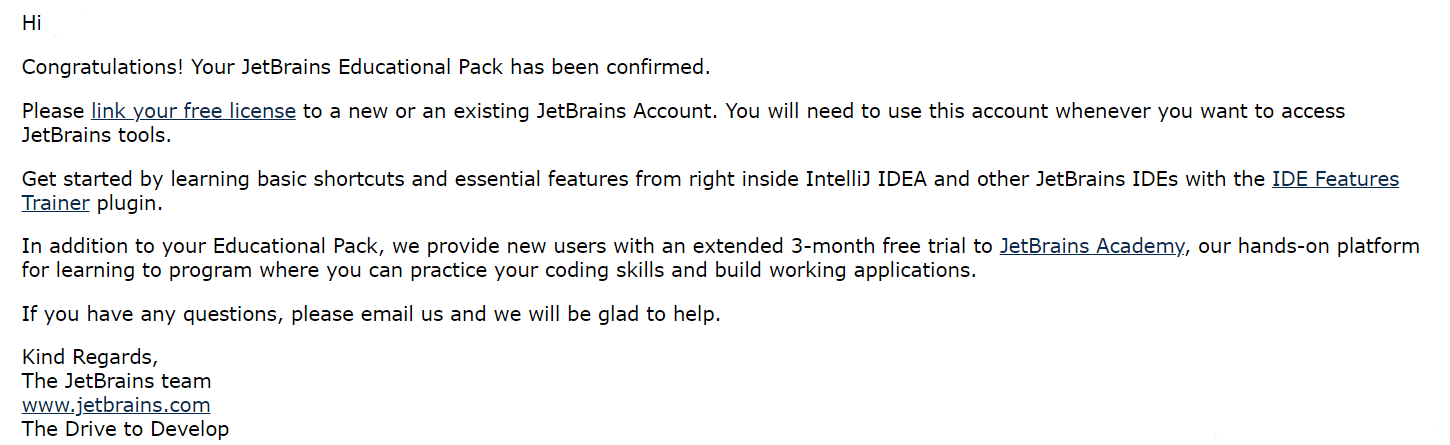 Hi
Congratulations! Your JetBrains Educational Pack has been confirmed.
Please link your free license to a new or an existing JetBrains Account. You will need to use this account whenever you want to access
JetBrains tools.
Get started by learning basic shortcuts and essential features from right inside IntelliJ IDEA and other JetBrains IDEs with the IDE Features
Trainer plugin.
In addition to your Educational Pack, we provide new users with an extended 3-month free trial to JetBrains Academy, our hands-on platform
for learning to program where you can practice your coding skills and build working applications.
If you have any questions, please email us and we will be glad to help.
Kind Regards,
The JetBrains team
www.jetbrains.com
The Drive to Develop